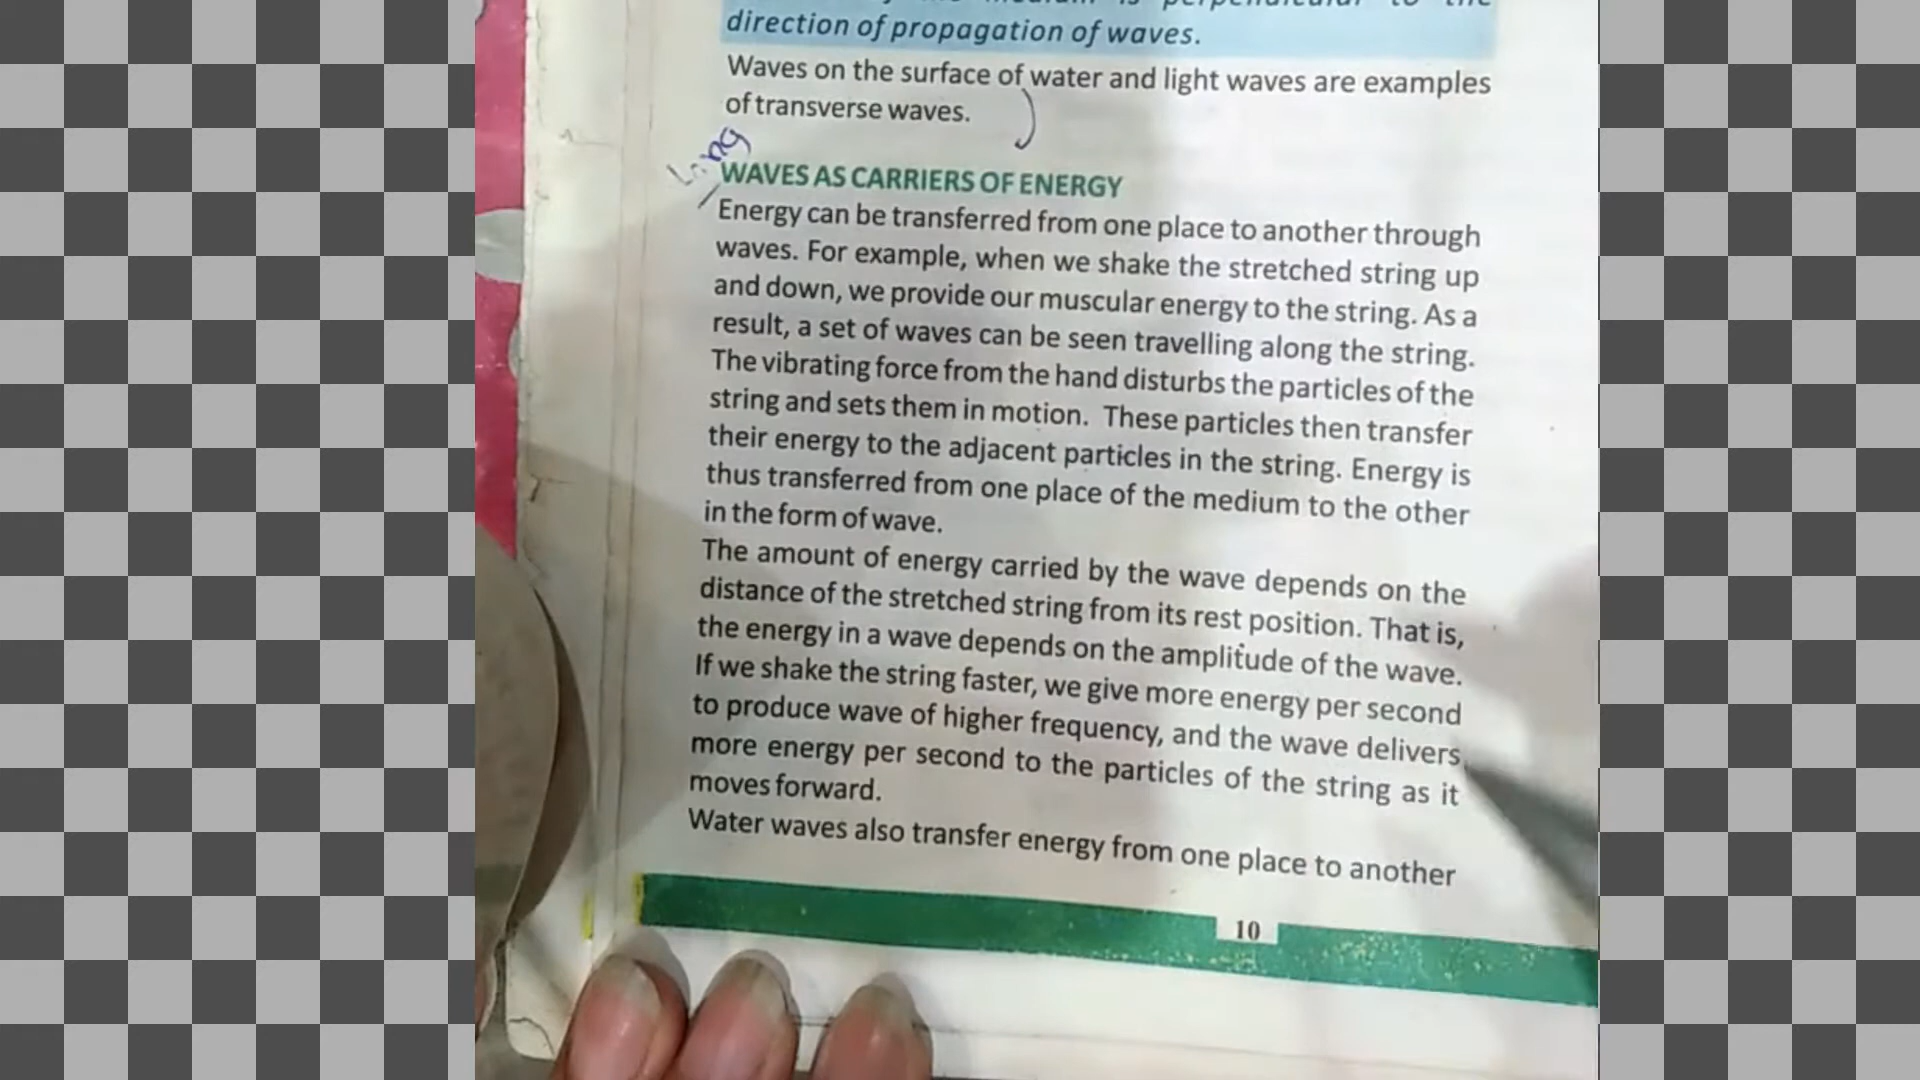 direction of propagation of waves.
Waves on the surface of water and light waves are examples
of transverse waves.
Long
WAVES AS CARRIERS OF ENERGY
Energy can be transferred from one place to another through
waves. For example, when we shake the stretched string up
and down, we provide our muscular energy to the string. As a
result, a set of waves can be seen travelling along the string.
The vibrating force from the hand disturbs the particles of the
string and sets them in motion. These particles then transfer
their energy to the adjacent particles in the string. Energy is
thus transferred from one place of the medium to the other
in the form of wave.
The amount of energy carried by the wave depends on the
distance of the stretched string from its rest position. That is,
the energy in a wave depends on the amplitude of the wave.
If we shake the string faster, we give more energy per second
to produce wave of higher frequency, and the wave delivers
more energy per second to the particles of the string as it
moves forward.
Water waves also transfer energy from one place to another
10